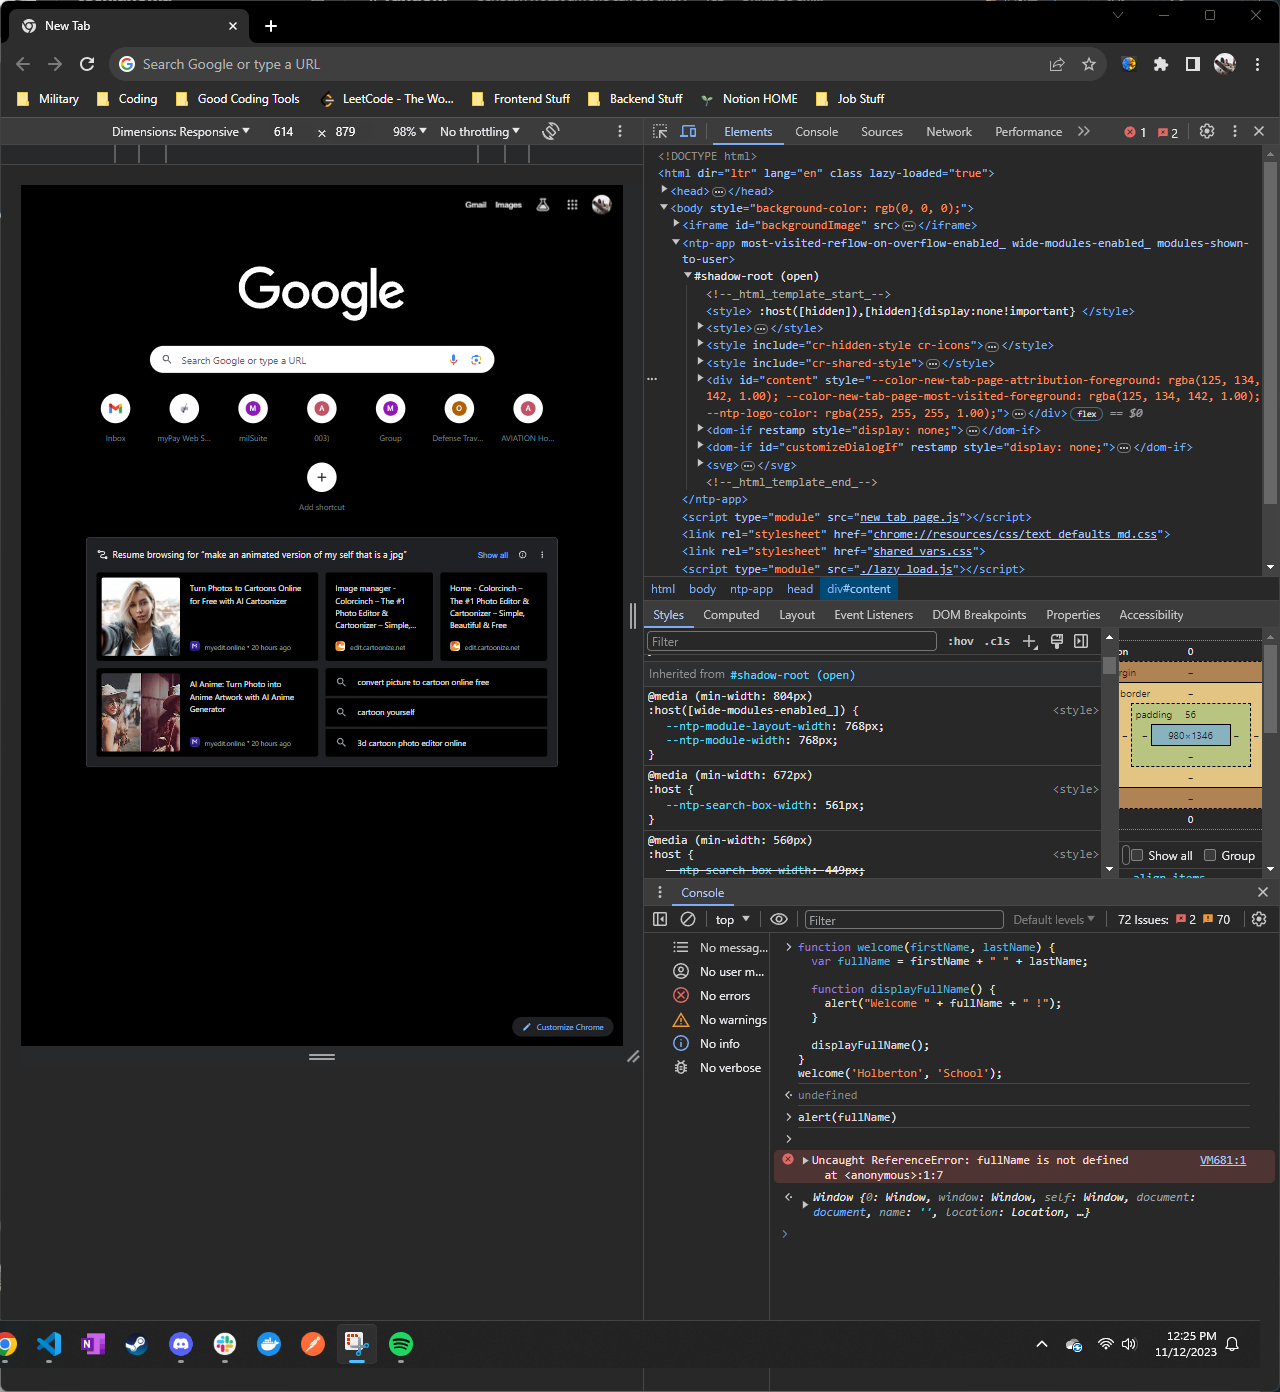 New Tab
Search Google or type a URL
Military
Coding
Good Coding Tools
LeetCode - The Wo...
Frontend Stuff
Backend Stuff
Notion HOME
Job Stuff
Dimensions: Responsive
614
×
879
98%
No throttling
Elements
Console
Sources
Network
Performance
1
2
Gmail
Images
Google
Search Google or type a URL
Inbox
myPay Web S...
M
milSuite
A
003)
M
Group
O
Defense Trav...
A
AVIATION Ho...
Add shortcut
Resume browsing for "make an animated version of my self that is a jpg"
Show all
Turn Photos to Cartoons Online
for Free with AI Cartoonizer
myedit.online • 20 hours ago
Image manager -
Colorcinch – The #1
Photo Editor &
Cartoonizer – Simple,...
edit.cartoonize.net
Home - Colorcinch –
The #1 Photo Editor &
Cartoonizer – Simple,
Beautiful & Free
edit.cartoonize.net
AI Anime: Turn Photo into
Anime Artwork with AI Anime
Generator
myedit.online • 20 hours ago
convert picture to cartoon online free
cartoon yourself
3d cartoon photo editor online
Customize Chrome
<!DOCTYPE html>
<html dir="ltr" lang="en" class lazy-loaded="true">
<head>…</head>
<body style="background-color: rgb(0, 0, 0);">
<iframe id="backgroundImage" src>…</iframe>
<ntp-app most-visited-reflow-on-overflow-enabled_ wide-modules-enabled_ modules-shown-
to-user>
#shadow-root (open)
<!--_html_template_start_-->
<style> :host([hidden]),[hidden]{display:none!important} </style>
<style>…</style>
<style include="cr-hidden-style cr-icons">…</style>
<style include="cr-shared-style">…</style>
<div id="content" style="--color-new-tab-page-attribution-foreground: rgba(125, 134,
142, 1.00); --color-new-tab-page-most-visited-foreground: rgba(125, 134, 142, 1.00);
--ntp-logo-color: rgba(255, 255, 255, 1.00);">…</div> flex == $0
<dom-if restamp style="display: none;">…</dom-if>
<dom-if id="customizeDialogIf" restamp style="display: none;">…</dom-if>
<svg>…</svg>
<!--_html_template_end_-->
</ntp-app>
<script type="module" src="new_tab_page.js"></script>
<link rel="stylesheet" href="chrome://resources/css/text_defaults_md.css">
<link rel="stylesheet" href="shared_vars.css">
<script type="module" src="./lazy_load.js"></script>
html
body
ntp-app
head
div#content
Styles
Computed
Layout
Event Listeners
DOM Breakpoints
Properties
Accessibility
Filter
:hov
.cls
Inherited from #shadow-root (open)
@media (min-width: 804px)
:host([wide-modules-enabled_]) {
<style>
--ntp-module-layout-width: 768px;
--ntp-module-width: 768px;
}
@media (min-width: 672px)
:host {
<style>
--ntp-search-box-width: 561px;
}
@media (min-width: 560px)
:host {
<style>
--ntp-search-box-width: 449px;
on
0
rgin
–
border
–
padding
56
–
–
980×1346
–
–
–
–
–
0
Show all
Group
align-items
Console
top
Filter
Default levels
72 Issues:
2
70
No messag...
No user m...
No errors
No warnings
No info
No verbose
function welcome(firstName, lastName) {
var fullName = firstName + " " + lastName;
function displayFullName() {
alert("Welcome " + fullName + " !");
}
displayFullName();
}
welcome('Holberton', 'School');
undefined
alert(fullName)
Uncaught ReferenceError: fullName is not defined
VM681:1
at <anonymous>:1:7
Window {0: Window, window: Window, self: Window, document:
document, name: '', location: Location, …}
12:25 PM
11/12/2023